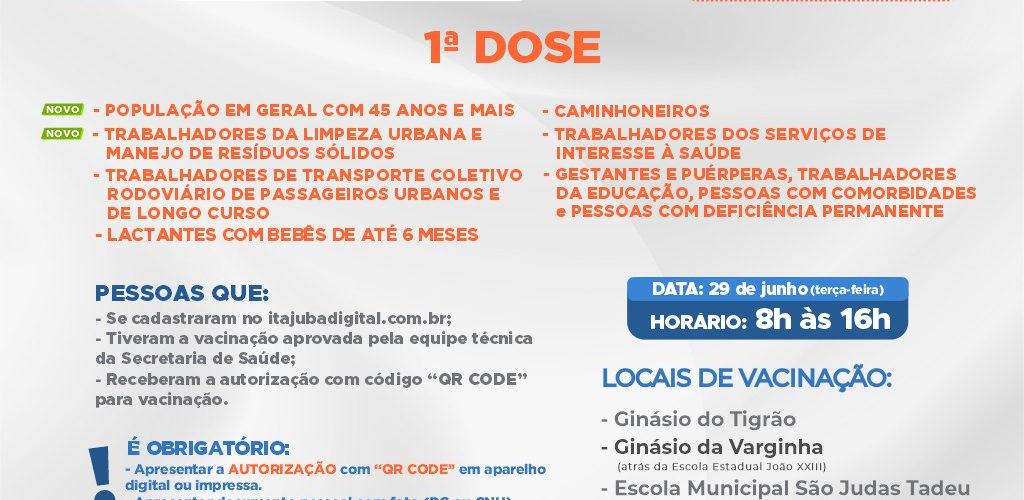 1ª DOSE
NOVO - POPULAÇÃO EM GERAL COM 45 ANOS E MAIS
NOVO - TRABALHADORES DA LIMPEZA URBANA E
MANEJO DE RESÍDUOS SÓLIDOS
- TRABALHADORES DE TRANSPORTE COLETIVO
RODOVIÁRIO DE PASSAGEIROS URBANOS E
DE LONGO CURSO
- LACTANTES COM BEBÊS DE ATÉ 6 MESES
- CAMINHONEIROS
- TRABALHADORES DOS SERVIÇOS DE
INTERESSE À SAÚDE
- GESTANTES E PUÉRPERAS, TRABALHADORES
DA EDUCAÇÃO, PESSOAS COM COMORBIDADES
e PESSOAS COM DEFICIÊNCIA PERMANENTE
PESSOAS QUE:
- Se cadastraram no itajubadigital.com.br;
- Tiveram a vacinação aprovada pela equipe técnica
da Secretaria de Saúde;
- Receberam a autorização com código “QR CODE”
para vacinação.
! É OBRIGATÓRIO:
- Apresentar a AUTORIZAÇÃO com “QR CODE” em aparelho
digital ou impressa.
DATA: 29 de junho (terça-feira)
HORÁRIO: 8h às 16h
LOCAIS DE VACINAÇÃO:
- Ginásio do Tigrão
- Ginásio da Varginha
(atrás da Escola Estadual João XXIII)
- Escola Municipal São Judas Tadeu